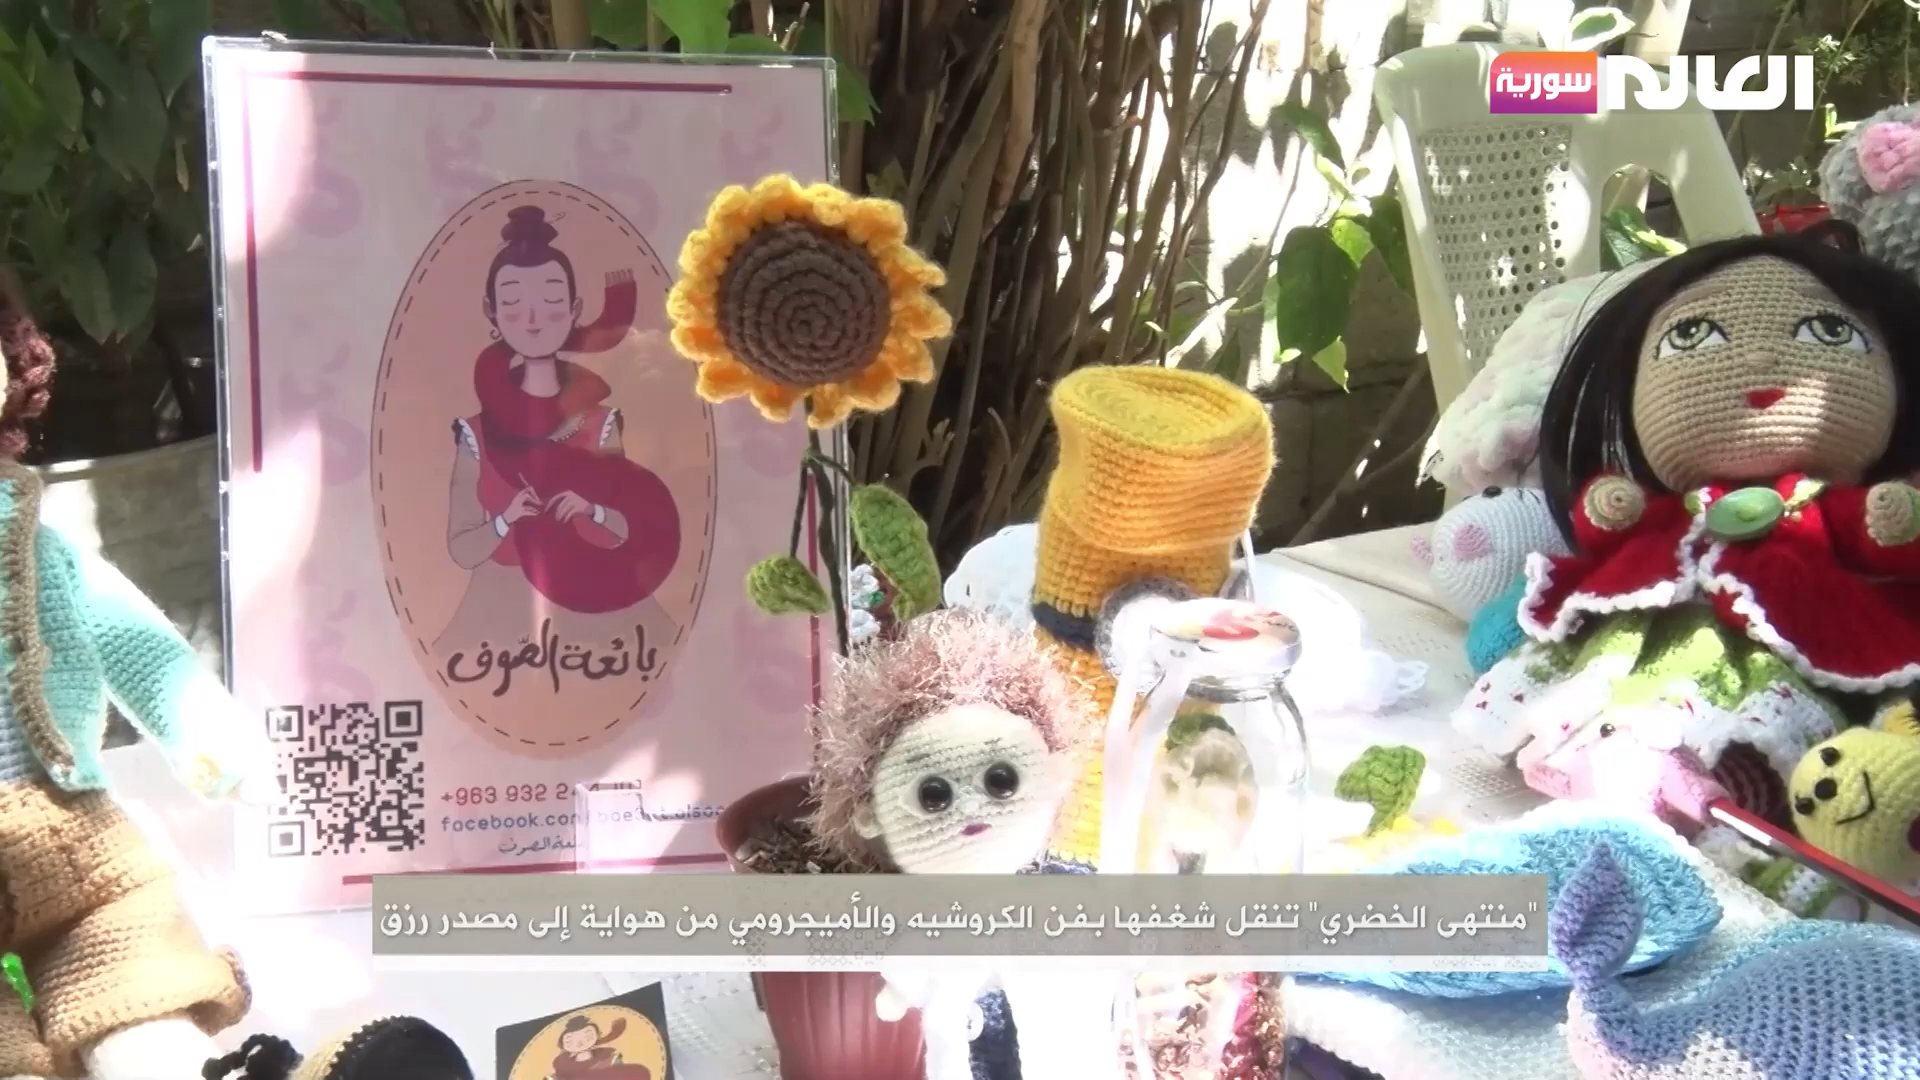 العالم سورية
بائعة الصوف
+963 932 2
facebook.com
"منتهى الخضري" تنقل شغفها بفن الكروشيه والأميجرومي من هواية إلى مصدر رزق